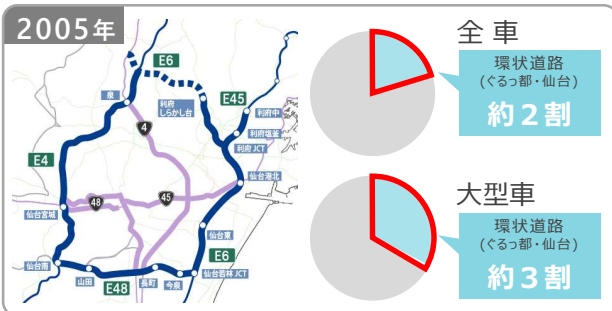 2005年
E6
泉
利府
しらかし台
E45
利府中
利府塩釜
利府JCT
4
E4
仙台港北
48
45
仙台宮城
仙台東
E6
仙台南
山田
E48
長町
今泉
仙台若林JCT
全車
環状道路
(ぐるっ都・仙台)
約2割
大型車
環状道路
(ぐるっ都・仙台)
約3割